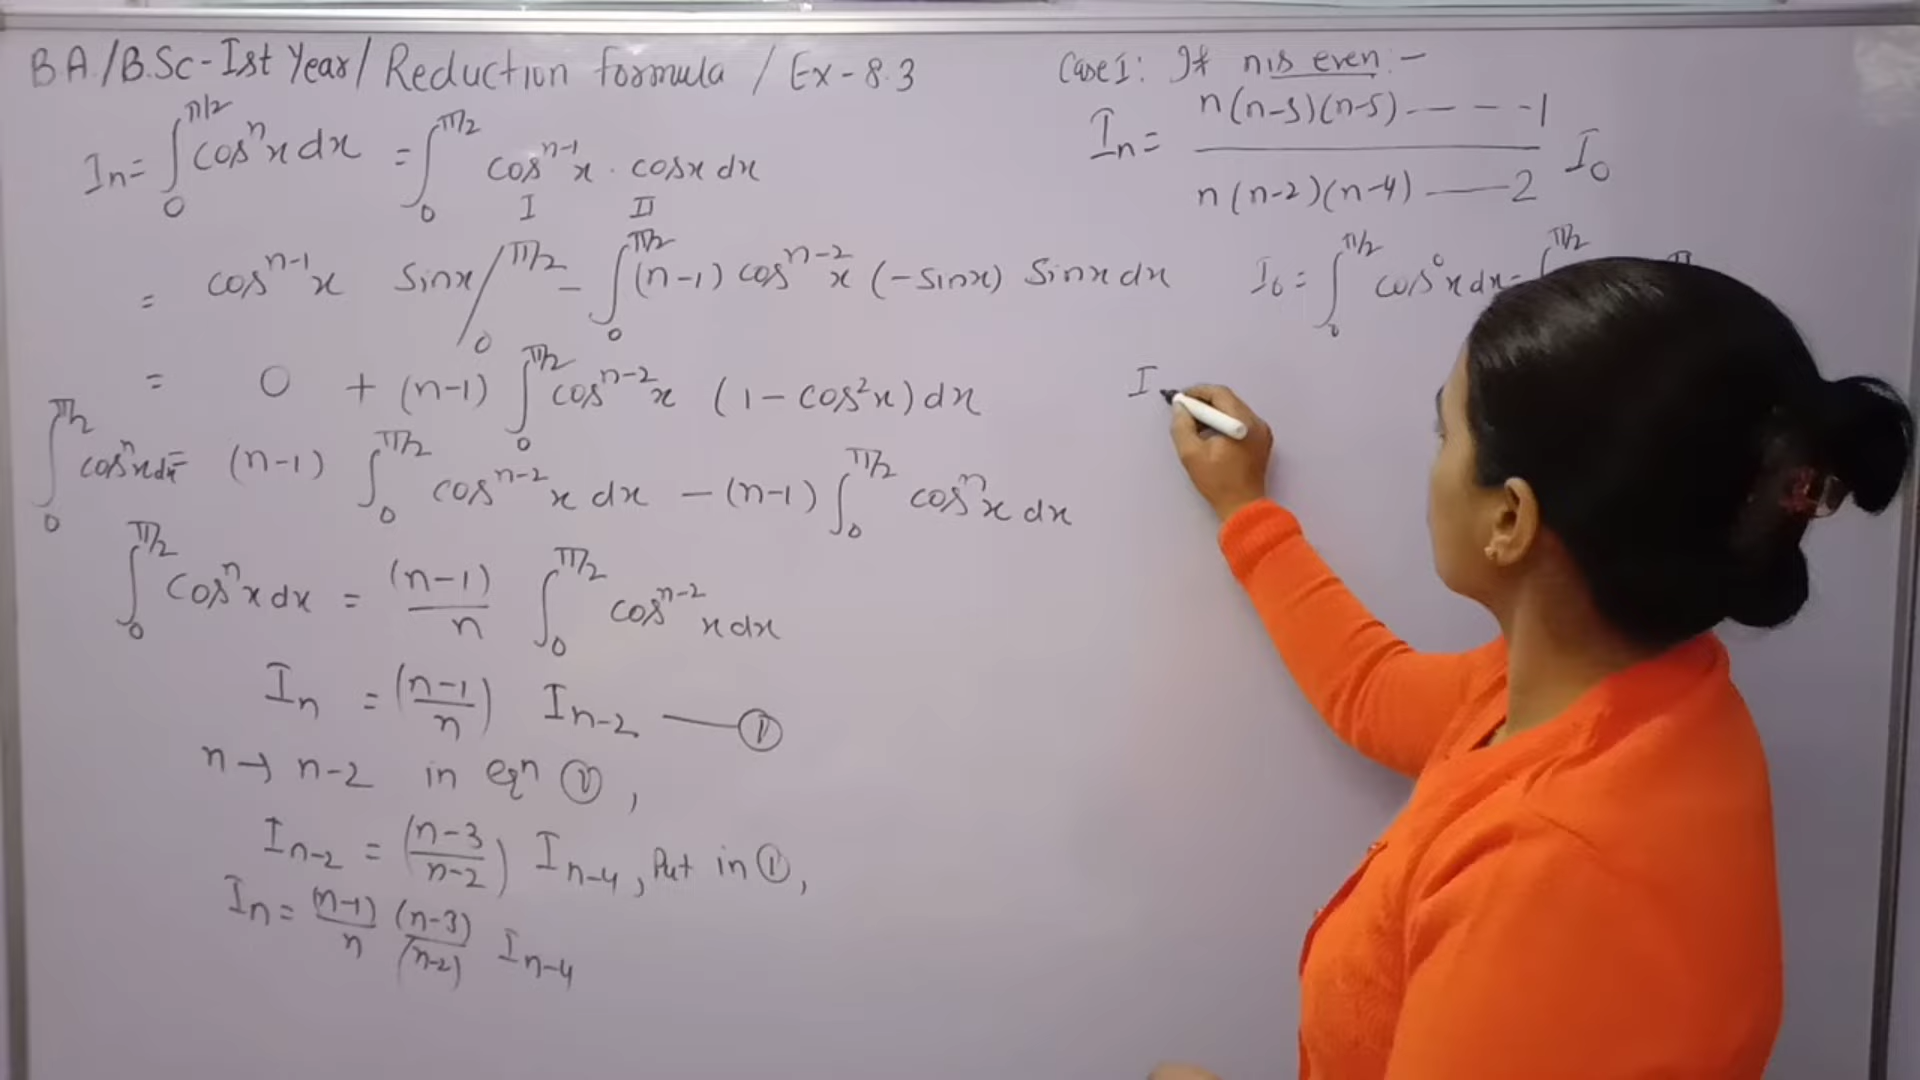 B.A./B.Sc-Ist Year/ Reduction formula / Ex-8.3
Iₙ = ∫₀^{π/2} cosⁿx dx = ∫₀^{π/2} cosⁿ⁻¹x · cosx dx
I II
= cosⁿ⁻¹x sinx /₀^{π/2} - ∫₀^{π/2} (n-1) cosⁿ⁻²x (-sinx) sinx dx
= 0 + (n-1) ∫₀^{π/2} cosⁿ⁻²x (1-cos²x) dx
∫₀^{π/2} cosⁿx dx = (n-1) ∫₀^{π/2} cosⁿ⁻²x dx - (n-1) ∫₀^{π/2} cosⁿx dx
∫₀^{π/2} cosⁿx dx = (n-1)/n ∫₀^{π/2} cosⁿ⁻²x dx
Iₙ = ((n-1)/n) Iₙ₋₂ — ①
n → n-2 in eqn ①,
Iₙ₋₂ = ((n-3)/(n-2)) Iₙ₋₄, Put in ①,
Iₙ = (n-1)/n (n-3)/(n-2) Iₙ₋₄
Case I: If n is even:-
Iₙ = n(n-3)(n-5) - - - - 1 / n(n-2)(n-4) —— 2 I₀
I₀ = ∫₀^{π/2} cos⁰x dx = ∫^{π/2}
I